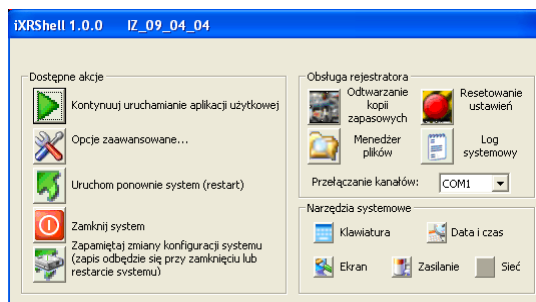 iXRShell 1.0.0 IZ_09_04_04
Dostępne akcje
Kontynuuj uruchamianie aplikacji użytkowej
Opcje zaawansowane...
Uruchom ponownie system (restart)
Zamknij system
Zapamiętaj zmiany konfiguracji systemu
(zapis odbędzie się przy zamknięciu lub
restarcie systemu)
Obsługa rejestratora
Odtwarzanie
kopii
zapasowych
Resetowanie
ustawień
Menedżer
plików
Log
systemowy
Przełączanie kanałów: COM1
Narzędzia systemowe
Klawiatura
Data i czas
Ekran
Zasilanie
Sieć